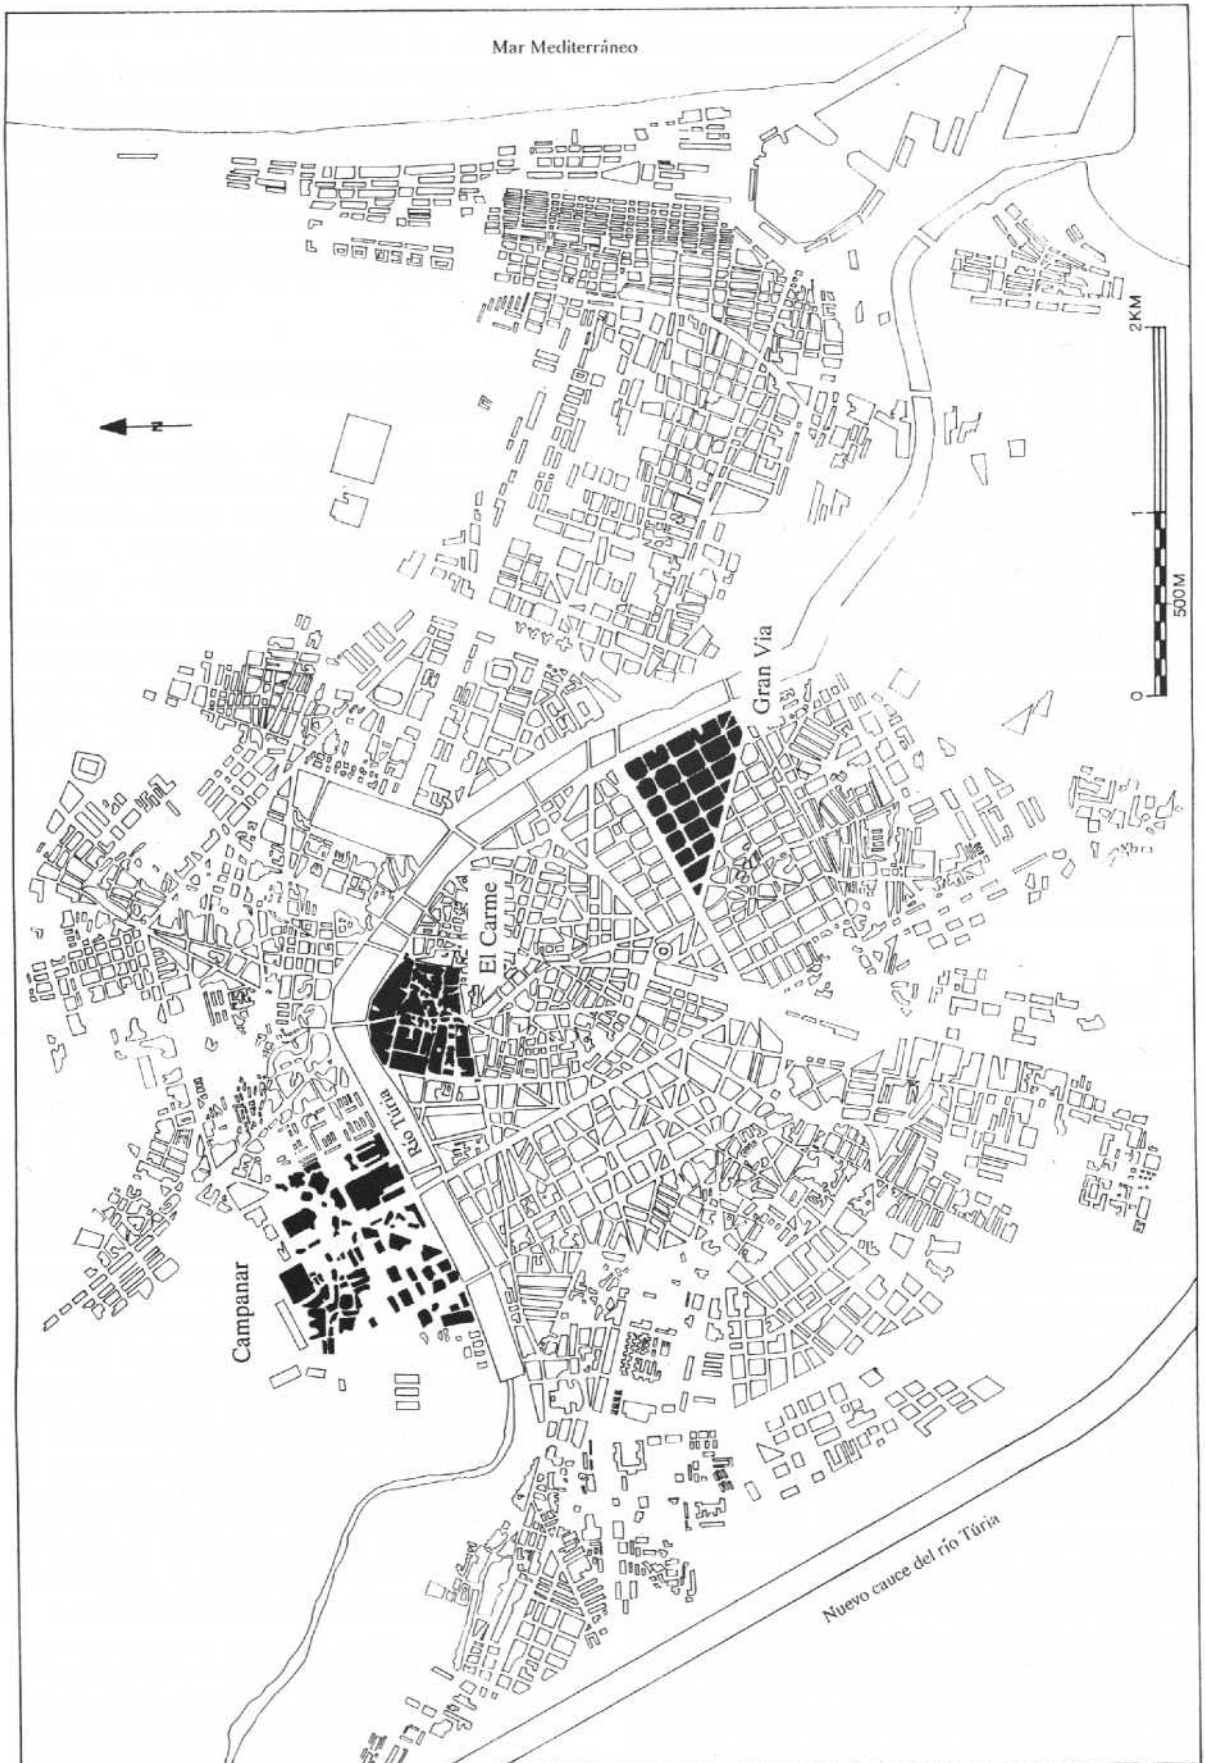 Mar Mediterráneo
N
2KM
1
500M
0
Gran Via
El Carme
Río Túria
Campanar
Nuevo cauce del río Túria